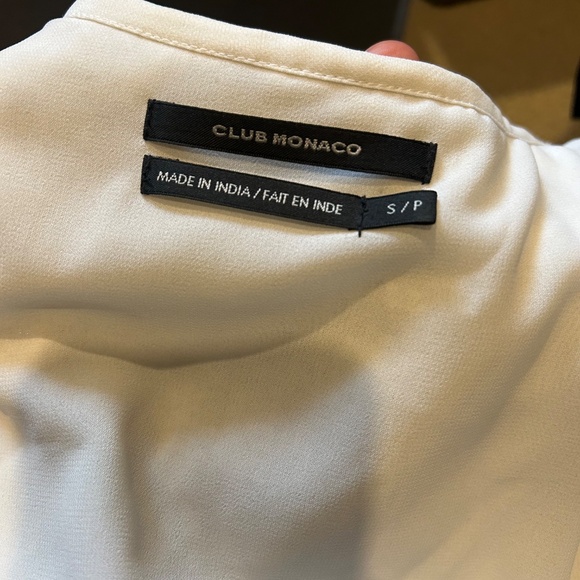 CLUB MONACO
MADE IN INDIA / FAIT EN INDE
S / P